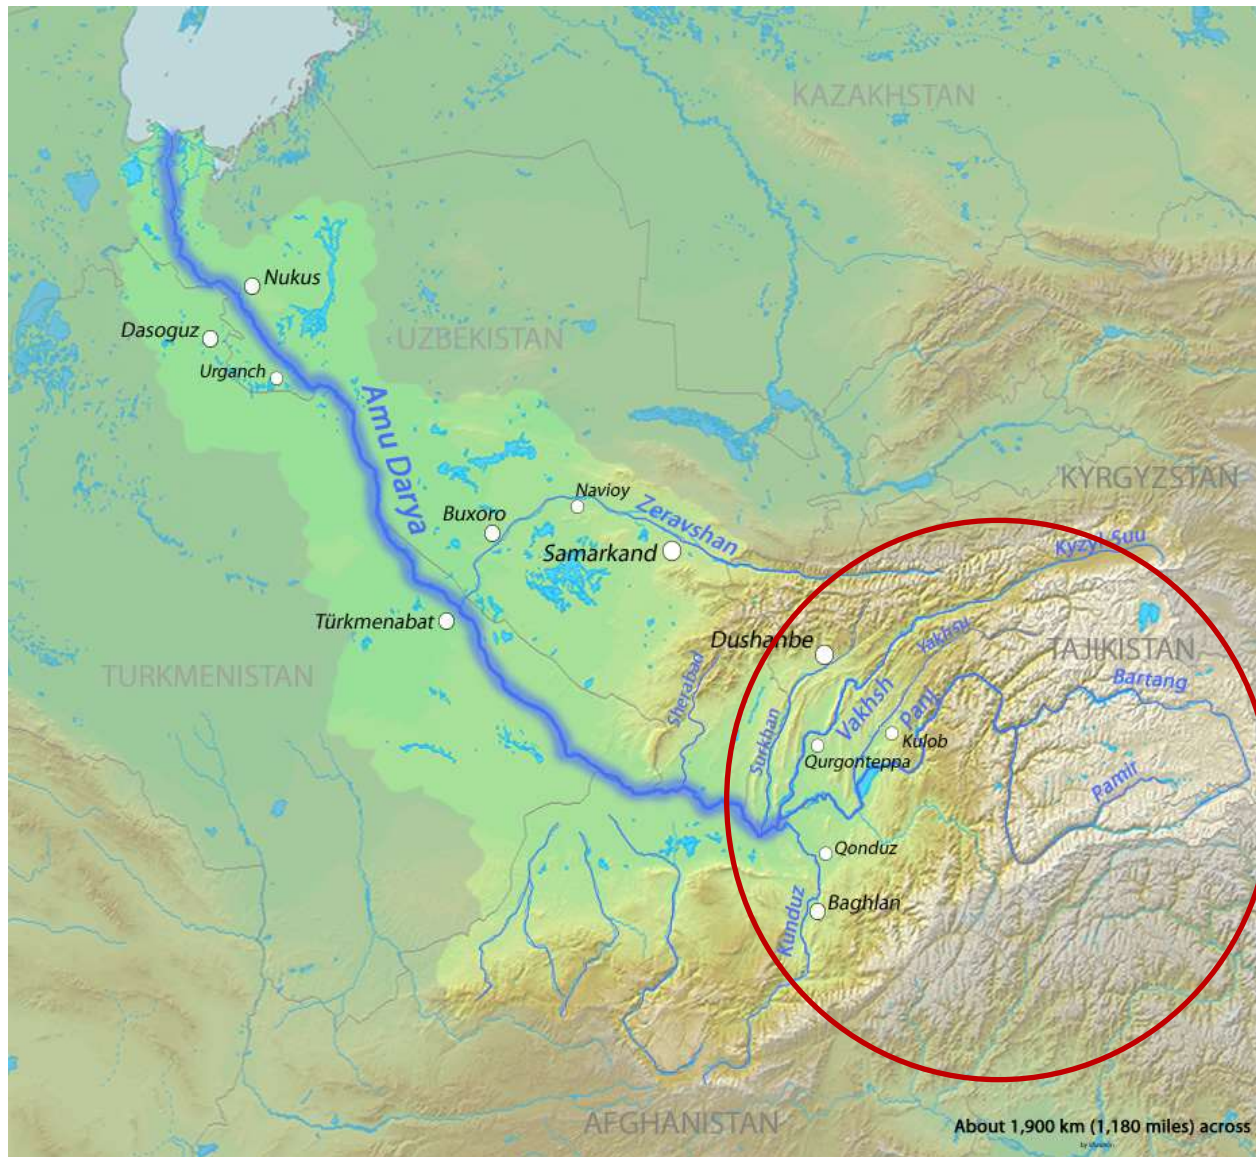 KAZAKHSTAN
Nukus
Dasoguz
UZBEKISTAN
Urganch
Amu Darya
KYRGYZSTAN
Navioy
Zeravshan
Buxoro
Samarkand
Kyzyl Suu
Türkmenabat
Dushanbe
Yakhsu
TAJIKISTAN
TURKMENISTAN
Sherabad
Vakhsh
Panj
Bartang
Surkhan
Kulob
Qurgonteppa
Pamir
Qonduz
Kunduz
Baghlan
AFGHANISTAN
About 1,900 km (1,180 miles) across